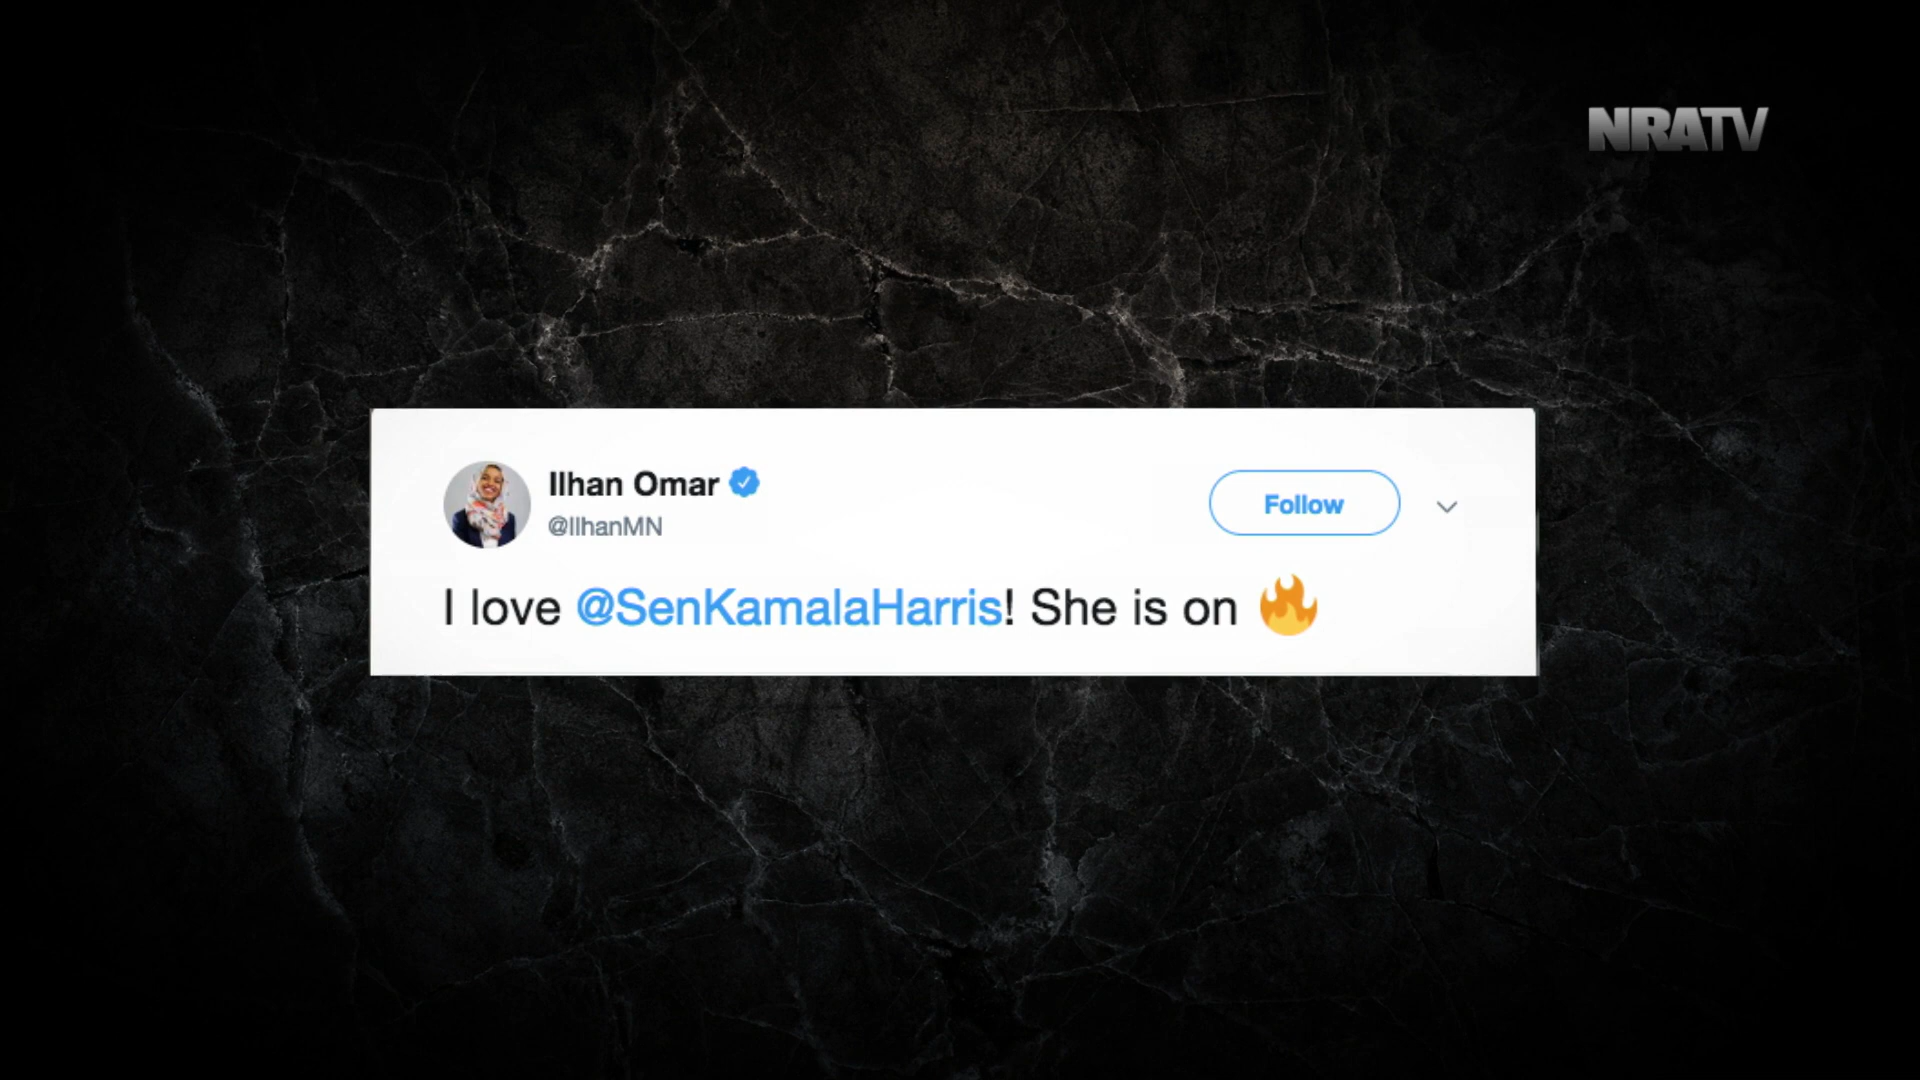 NRATV
Ilhan Omar
@IlhanMN
Follow
I love @SenKamalaHarris! She is on 🔥